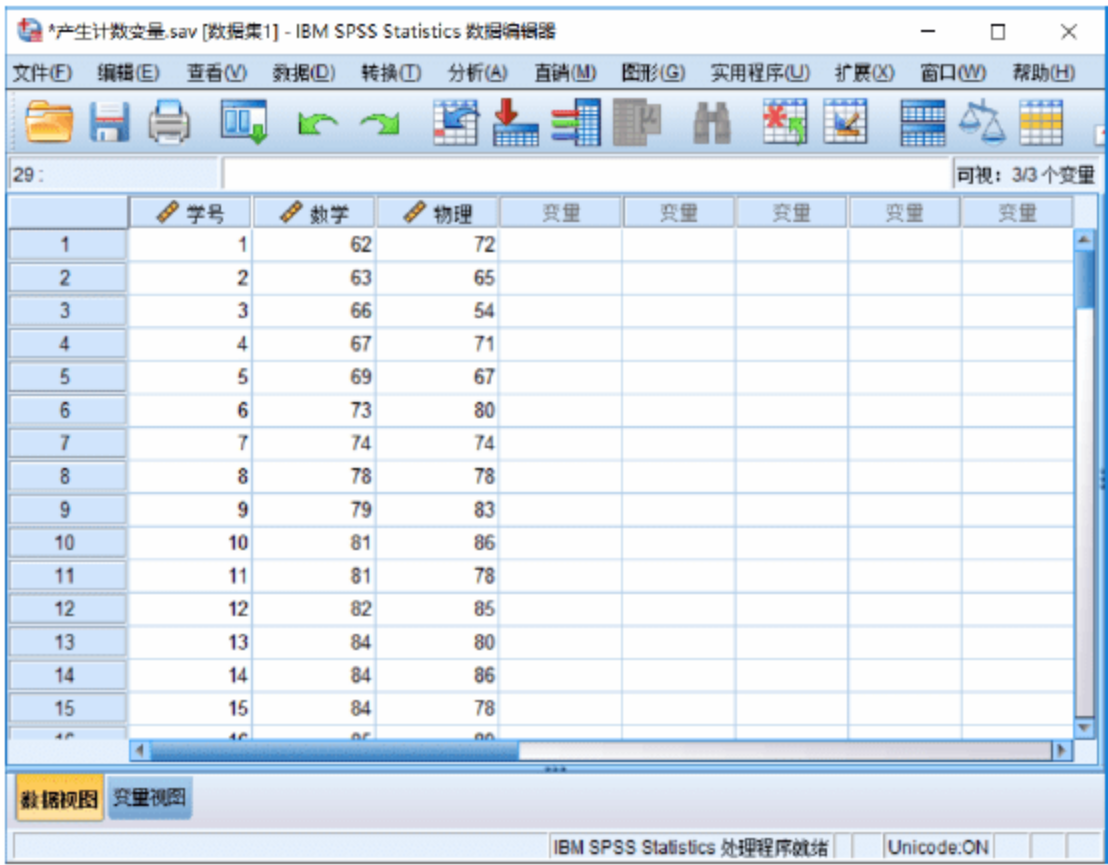 *产生计数变量.sav [数据集1] - IBM SPSS Statistics 数据编辑器
文件(F) 编辑(E) 查看(V) 数据(D) 转换(T) 分析(A) 直销(M) 图形(G) 实用程序(U) 扩展(X) 窗口(W) 帮助(H)
29 : 可视: 3/3 个变量
学号 数学 物理 变量 变量 变量 变量 变量
1 1 62 72
2 2 63 65
3 3 66 54
4 4 67 71
5 5 69 67
6 6 73 80
7 7 74 74
8 8 78 78
9 9 79 83
10 10 81 86
11 11 81 78
12 12 82 85
13 13 84 80
14 14 84 86
15 15 84 78
数据视图 变量视图
IBM SPSS Statistics 处理程序就绪 Unicode:ON